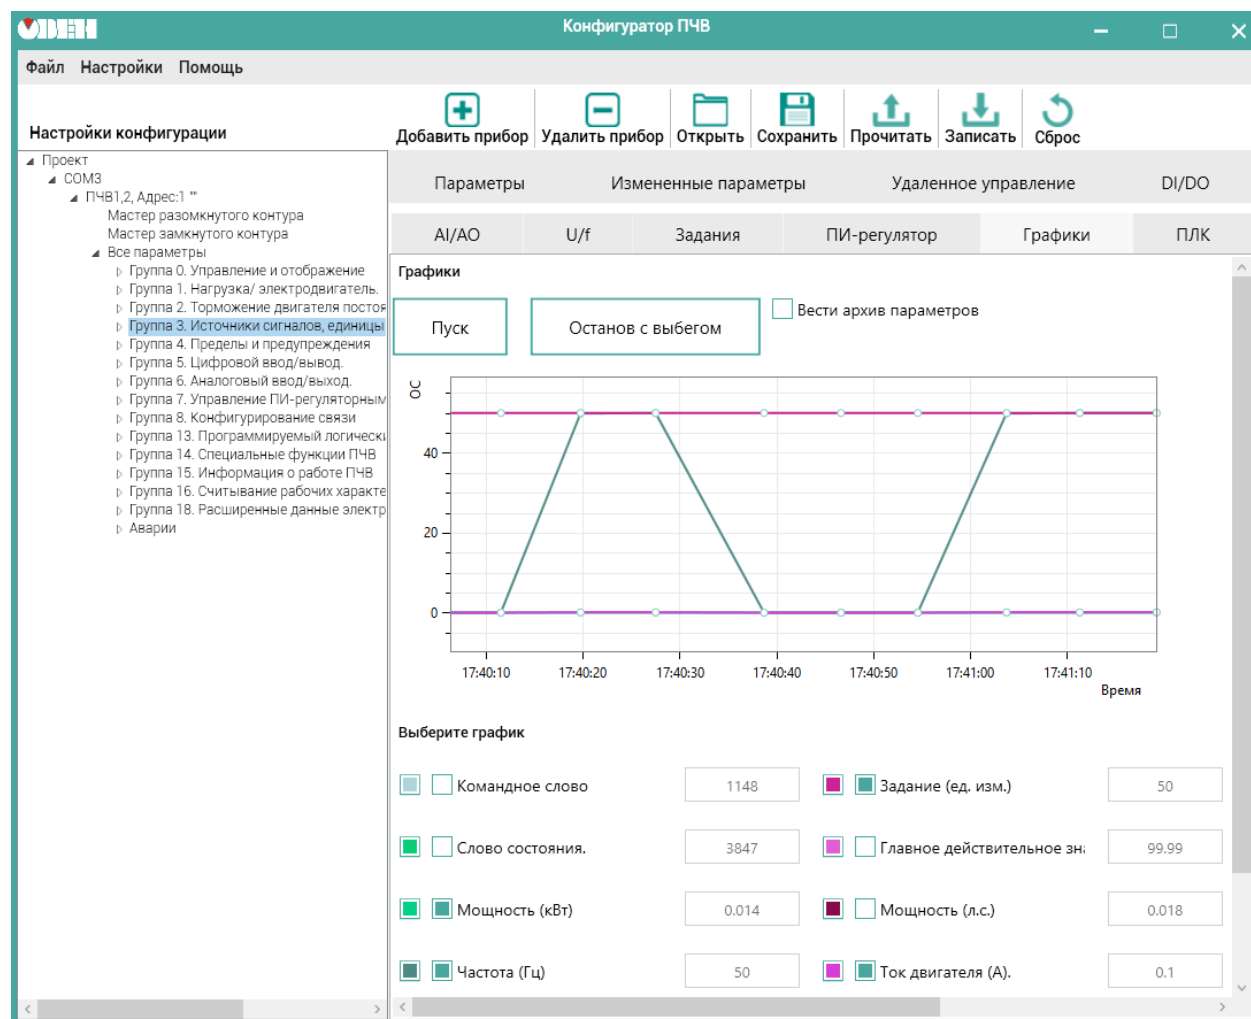 ОВЕН
Конфигуратор ПЧВ
Файл Настройки Помощь
Настройки конфигурации
Добавить прибор Удалить прибор Открыть Сохранить Прочитать Записать Сброс
Проект
COM3
ПЧВ1,2, Адрес:1 ""
Мастер разомкнутого контура
Мастер замкнутого контура
Все параметры
Группа 0. Управление и отображение
Группа 1. Нагрузка/ электродвигатель.
Группа 2. Торможение двигателя постоя
Группа 3. Источники сигналов, единицы
Группа 4. Пределы и предупреждения
Группа 5. Цифровой ввод/вывод.
Группа 6. Аналоговый ввод/выход.
Группа 7. Управление ПИ-регуляторным
Группа 8. Конфигурирование связи
Группа 13. Программируемый логически
Группа 14. Специальные функции ПЧВ
Группа 15. Информация о работе ПЧВ
Группа 16. Считывание рабочих характе
Группа 18. Расширенные данные электр
Аварии
Параметры Измененные параметры Удаленное управление DI/DO
AI/AO U/f Задания ПИ-регулятор Графики ПЛК
Графики
Пуск Останов с выбегом Вести архив параметров
ОС
40
20
0
17:40:10 17:40:20 17:40:30 17:40:40 17:40:50 17:41:00 17:41:10
Время
Выберите график
Командное слово 1148 Задание (ед. изм.) 50
Слово состояния. 3847 Главное действительное зна 99.99
Мощность (кВт) 0.014 Мощность (л.с.) 0.018
Частота (Гц) 50 Ток двигателя (А). 0.1